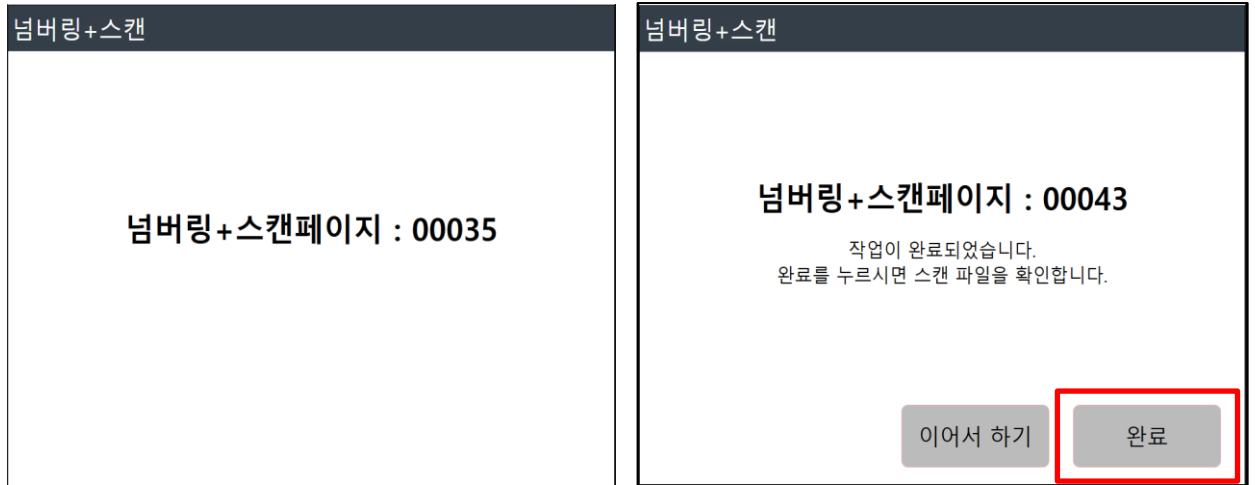 넘버링+스캔
넘버링+스캔페이지 : 00035
넘버링+스캔
넘버링+스캔페이지 : 00043
작업이 완료되었습니다.
완료를 누르시면 스캔 파일을 확인합니다.
이어서 하기
완료